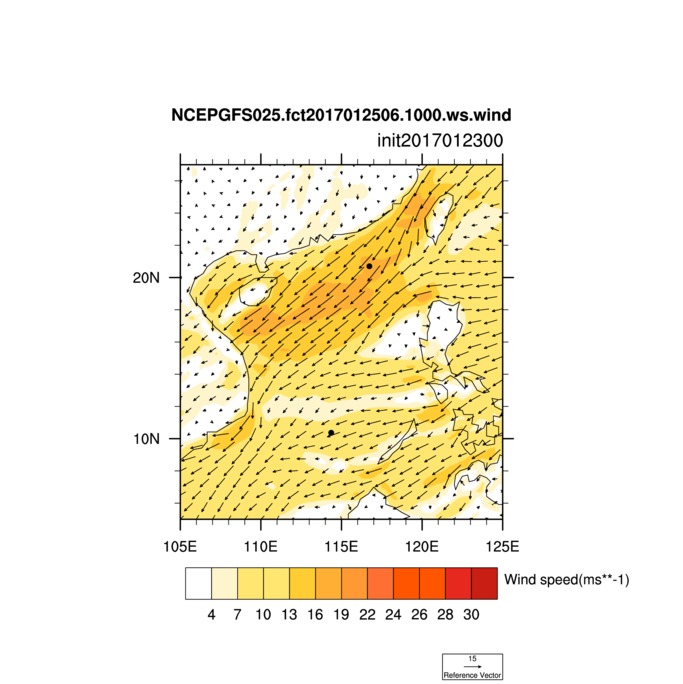 NCEPGFS025.fct2017012506.1000.ws.wind
init2017012300
20N
10N
105E 110E 115E 120E 125E
Wind speed(ms**-1)
4 7 10 13 16 19 22 24 26 28 30
15
Reference Vector